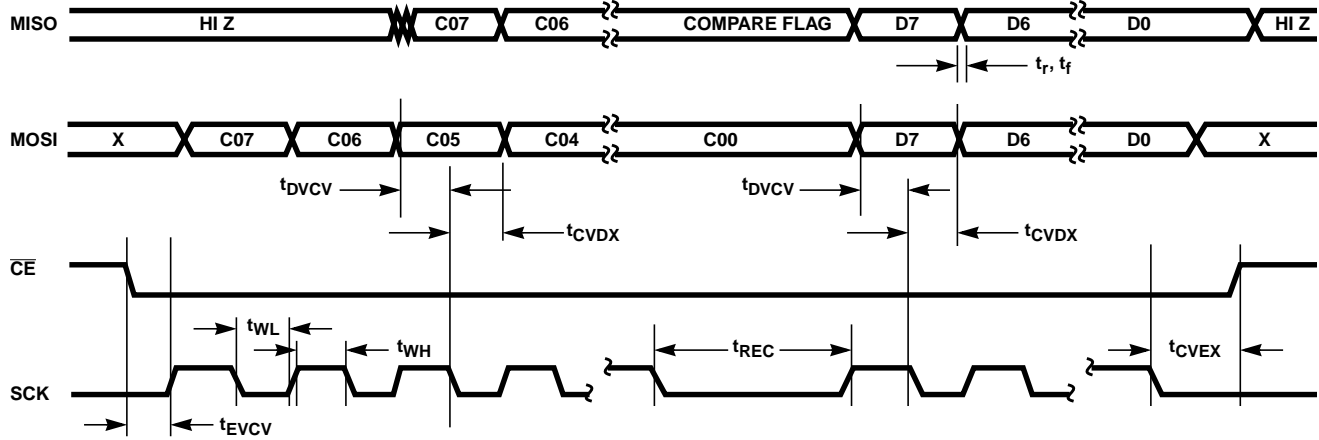 MISO HI Z C07 C06 COMPARE FLAG D7 D6 D0 HI Z
tr, tf
MOSI X C07 C06 C05 C04 C00 D7 D6 D0 X
tDVCV tDVCV
tCVDX tCVDX
CE
tWL tWH tREC tCVEX
SCK
tEVCV